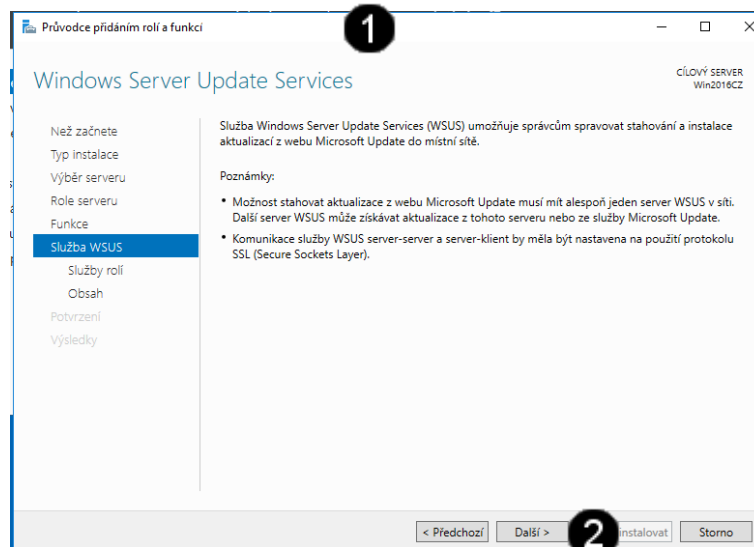 Průvodce přidáním rolí a funkcí
1
Windows Server Update Services
CÍLOVÝ SERVER
Win2016CZ
Než začnete
Typ instalace
Výběr serveru
Role serveru
Funkce
Služba WSUS
Služby rolí
Obsah
Potvrzení
Výsledky
Služba Windows Server Update Services (WSUS) umožňuje správcům spravovat stahování a instalace
aktualizací z webu Microsoft Update do místní sítě.
Poznámky:
• Možnost stahovat aktualizace z webu Microsoft Update musí mít alespoň jeden server WSUS v síti.
Další server WSUS může získávat aktualizace z tohoto serveru nebo ze služby Microsoft Update.
• Komunikace služby WSUS server-server a server-klient by měla být nastavena na použití protokolu
SSL (Secure Sockets Layer).
< Předchozí
Další >
2
instalovat
Storno